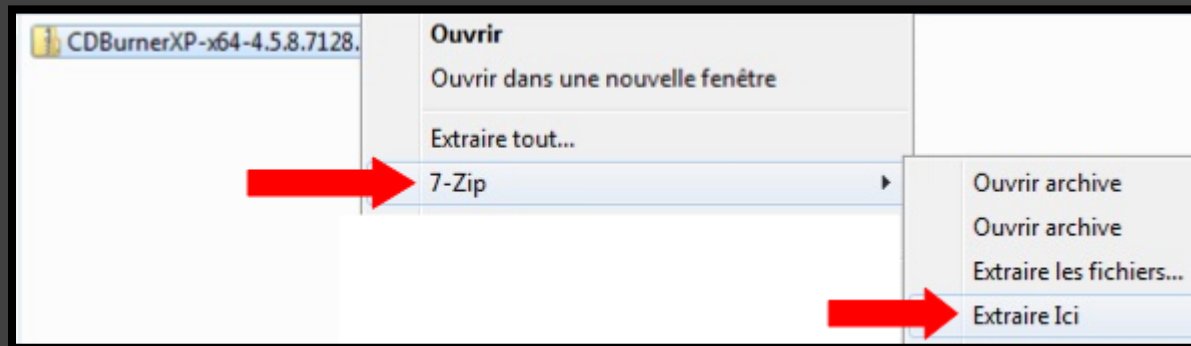 CDBurnerXP-x64-4.5.8.7128.
Ouvrir
Ouvrir dans une nouvelle fenêtre
Extraire tout...
7-Zip
Ouvrir archive
Ouvrir archive
Extraire les fichiers...
Extraire Ici